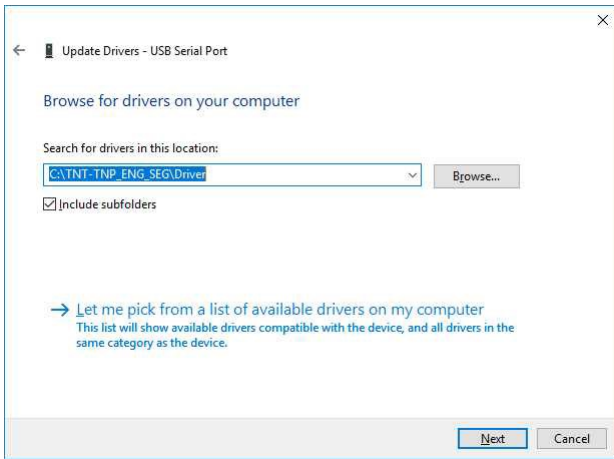 Update Drivers - USB Serial Port
Browse for drivers on your computer
Search for drivers in this location:
C:\TNT-TNP_ENG_SEG\Driver
Browse...
Include subfolders
Let me pick from a list of available drivers on my computer
This list will show available drivers compatible with the device, and all drivers in the
same category as the device.
Next
Cancel